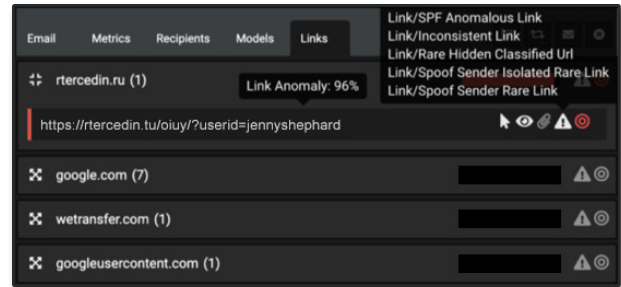 Email Metrics Recipients Models Links
Link/SPF Anomalous Link
Link/Inconsistent Link
Link/Rare Hidden Classified Url
Link/Spoof Sender Isolated Rare Link
Link/Spoof Sender Rare Link
rtercedin.ru (1)
Link Anomaly: 96%
https://rtercedin.tu/oiuy/?userid=jennyshephard
google.com (7)
wetransfer.com (1)
googleusercontent.com (1)